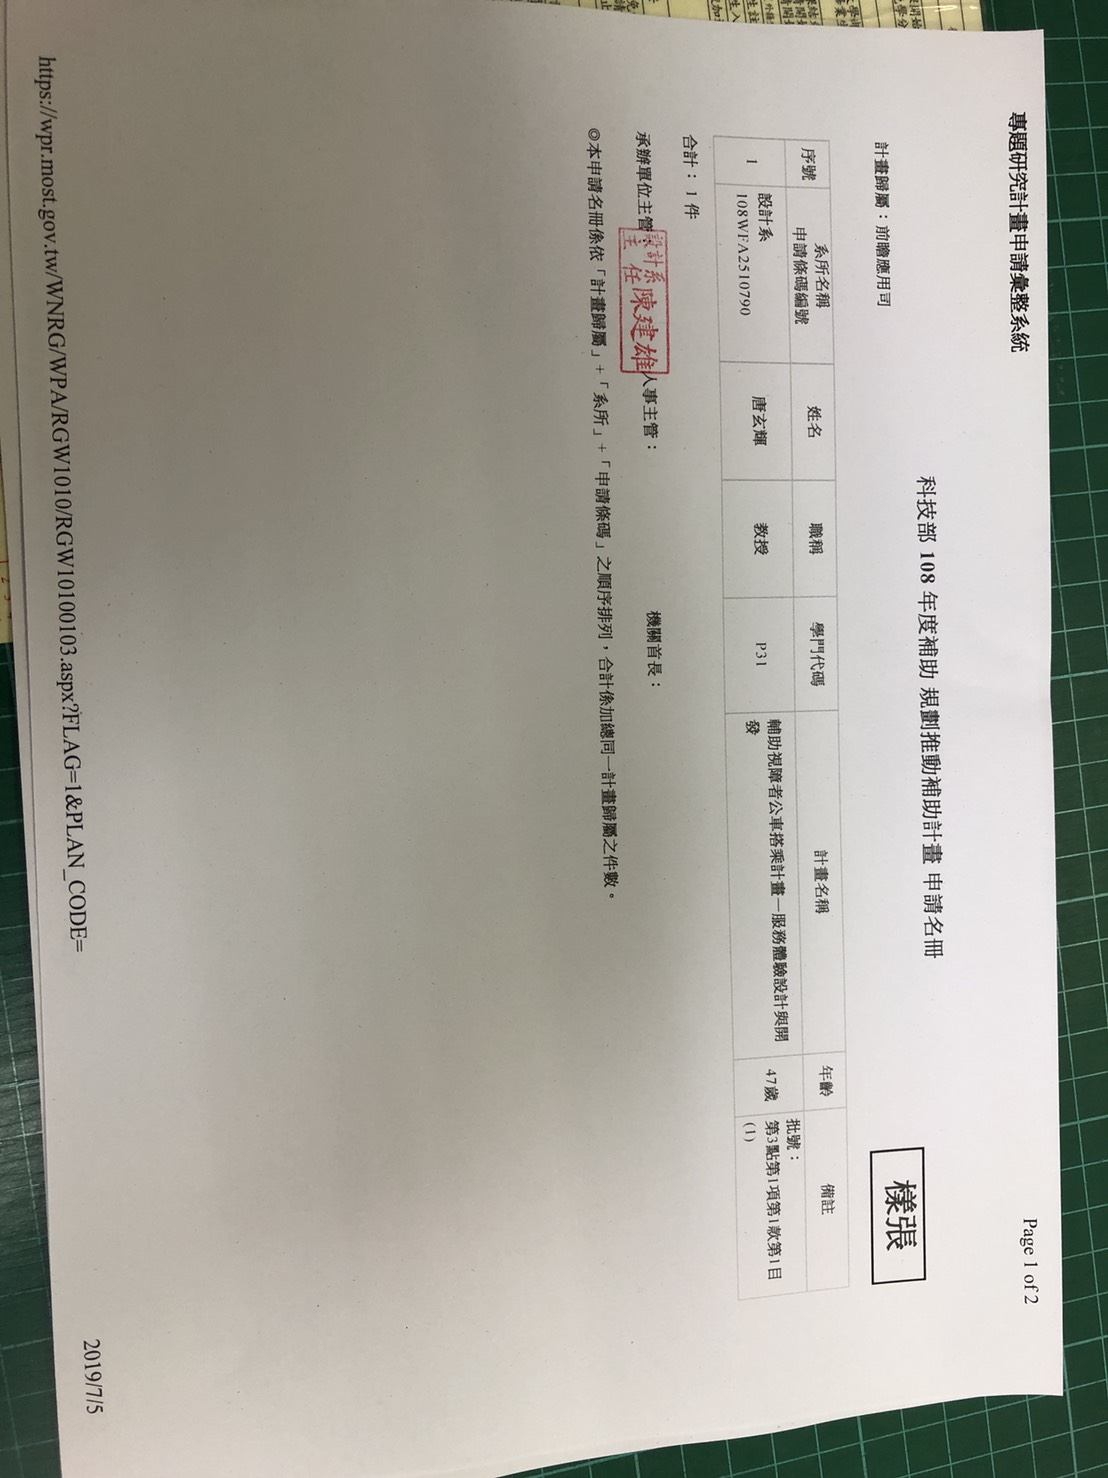 專題研究計畫申請彙整系統
Page 1 of 2
科技部 108 年度補助 規劃推動補助計畫 申請名冊
樣張
計畫歸屬：前瞻應用司
序號
系所名稱
申請條碼編號
姓名
職稱
學門代碼
計畫名稱
年齡
備註
1
設計系
108WFA2510790
唐玄輝
教授
P31
輔助視障者公車搭乘計畫－服務體驗設計與開
發
47歲
批號：
第3點第1項第1款第1目
(1)
合計：1 件
承辦單位主管
設計系
主任
陳建雄
人事主管：
機關首長：
◎本申請名冊係依「計畫歸屬」+「系所」+「申請條碼」之順序排列，合計係加總同一計畫歸屬之件數。
https://wpr.most.gov.tw/WNRG/WPA/RGW1010/RGW10100103.aspx?FLAG=1&PLAN_CODE=
2019/7/5